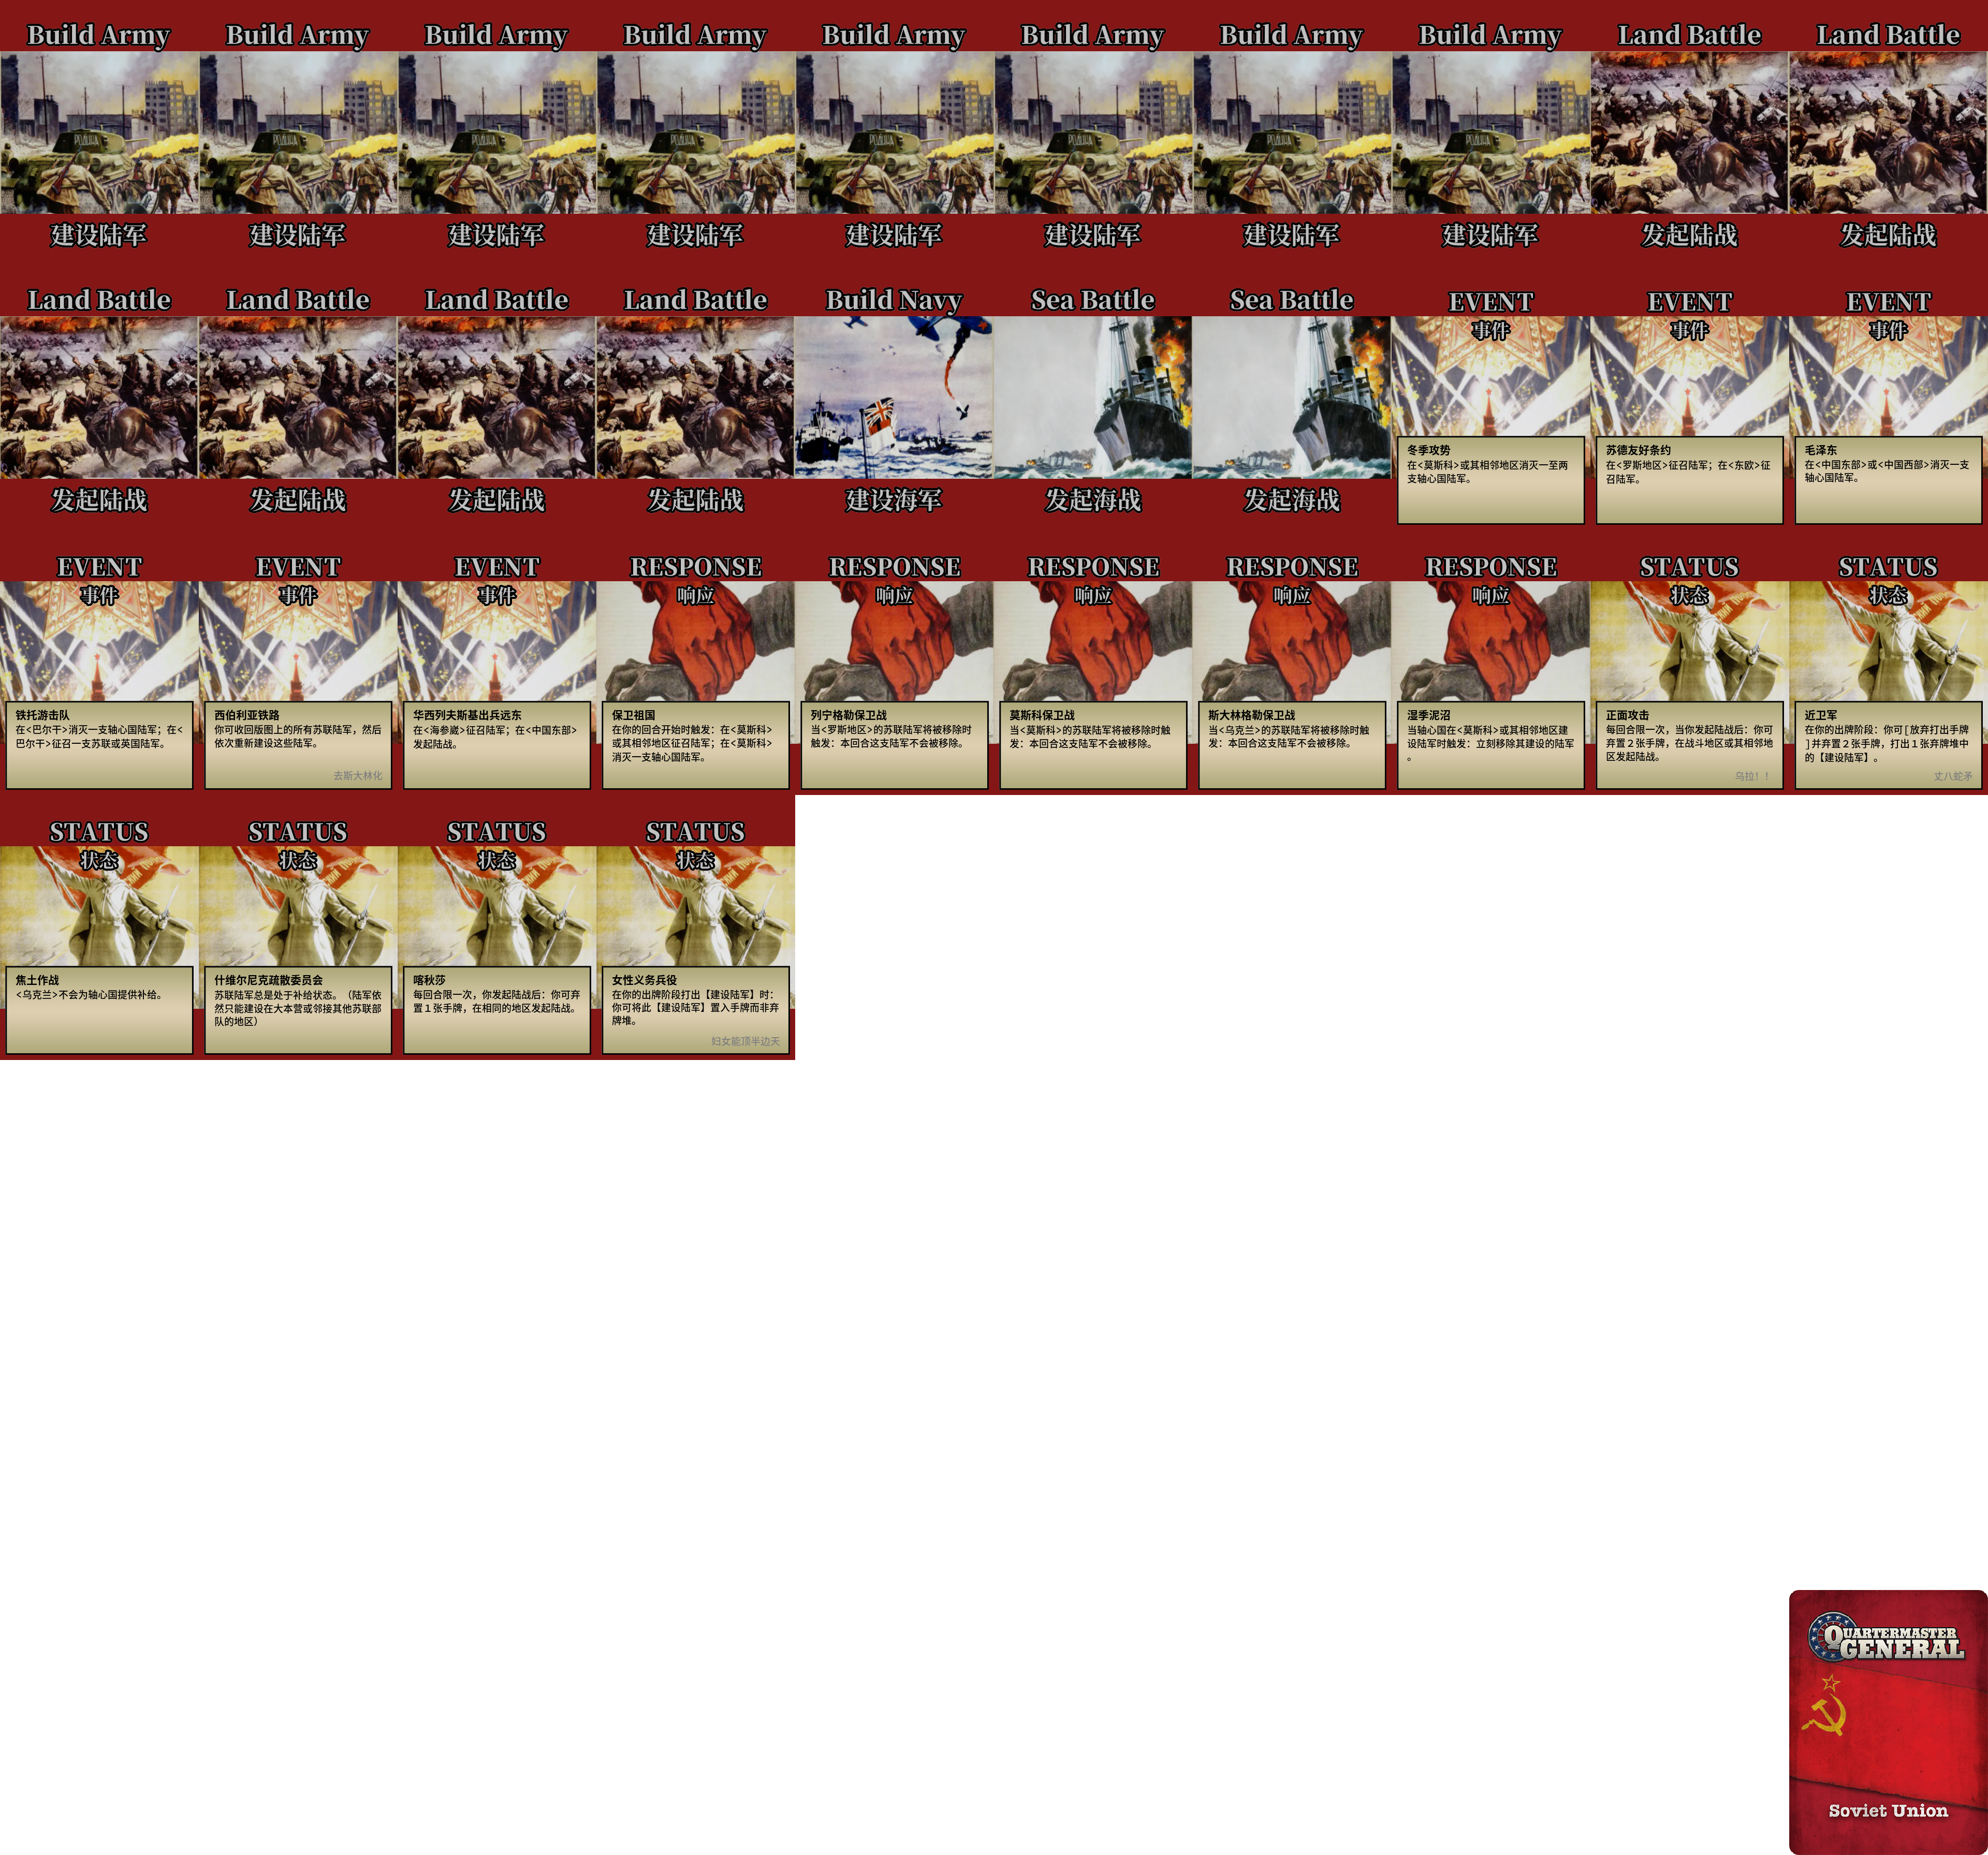 Build Army
Build Army
Build Army
Build Army
Build Army
Build Army
Build Army
Build Army
Land Battle
Land Battle
建设陆军
建设陆军
建设陆军
建设陆军
建设陆军
建设陆军
建设陆军
建设陆军
发起陆战
发起陆战
Land Battle
Land Battle
Land Battle
Land Battle
Build Navy
Sea Battle
Sea Battle
EVENT
EVENT
EVENT
发起陆战
发起陆战
发起陆战
发起陆战
建设海军
发起海战
发起海战
事件
冬季攻势
在<莫斯科>或其相邻地区消灭一至两
支轴心国陆军。
事件
苏德友好条约
在<罗斯地区>征召陆军；在<东欧>征
召陆军。
事件
毛泽东
在<中国东部>或<中国西部>消灭一支
轴心国陆军。
EVENT
事件
铁托游击队
在<巴尔干>消灭一支轴心国陆军；在<
巴尔干>征召一支苏联或英国陆军。
EVENT
事件
西伯利亚铁路
你可收回版图上的所有苏联陆军，然后
依次重新建设这些陆军。
去斯大林化
EVENT
事件
华西列夫斯基出兵远东
在<海参崴>征召陆军；在<中国东部>
发起陆战。
RESPONSE
响应
保卫祖国
在你的回合开始时触发：在<莫斯科>
或其相邻地区征召陆军；在<莫斯科>
消灭一支轴心国陆军。
RESPONSE
响应
列宁格勒保卫战
当<罗斯地区>的苏联陆军将被移除时
触发：本回合这支陆军不会被移除。
RESPONSE
响应
莫斯科保卫战
当<莫斯科>的苏联陆军将被移除时触
发：本回合这支陆军不会被移除。
RESPONSE
响应
斯大林格勒保卫战
当<乌克兰>的苏联陆军将被移除时触
发：本回合这支陆军不会被移除。
RESPONSE
响应
湿季泥沼
当轴心国在<莫斯科>或其相邻地区建
设陆军时触发：立刻移除其建设的陆军
。
STATUS
状态
正面攻击
每回合限一次，当你发起陆战后：你可
弃置２张手牌，在战斗地区或其相邻地
区发起陆战。
乌拉！！
STATUS
状态
近卫军
在你的出牌阶段：你可[放弃打出手牌
]并弃置２张手牌，打出１张弃牌堆中
的【建设陆军】。
丈八蛇矛
STATUS
状态
焦土作战
<乌克兰>不会为轴心国提供补给。
STATUS
状态
什维尔尼克疏散委员会
苏联陆军总是处于补给状态。（陆军依
然只能建设在大本营或邻接其他苏联部
队的地区）
STATUS
状态
喀秋莎
每回合限一次，你发起陆战后：你可弃
置１张手牌，在相同的地区发起陆战。
STATUS
状态
女性义务兵役
在你的出牌阶段打出【建设陆军】时：
你可将此【建设陆军】置入手牌而非弃
牌堆。
妇女能顶半边天
QUARTERMASTER
GENERAL
Soviet Union